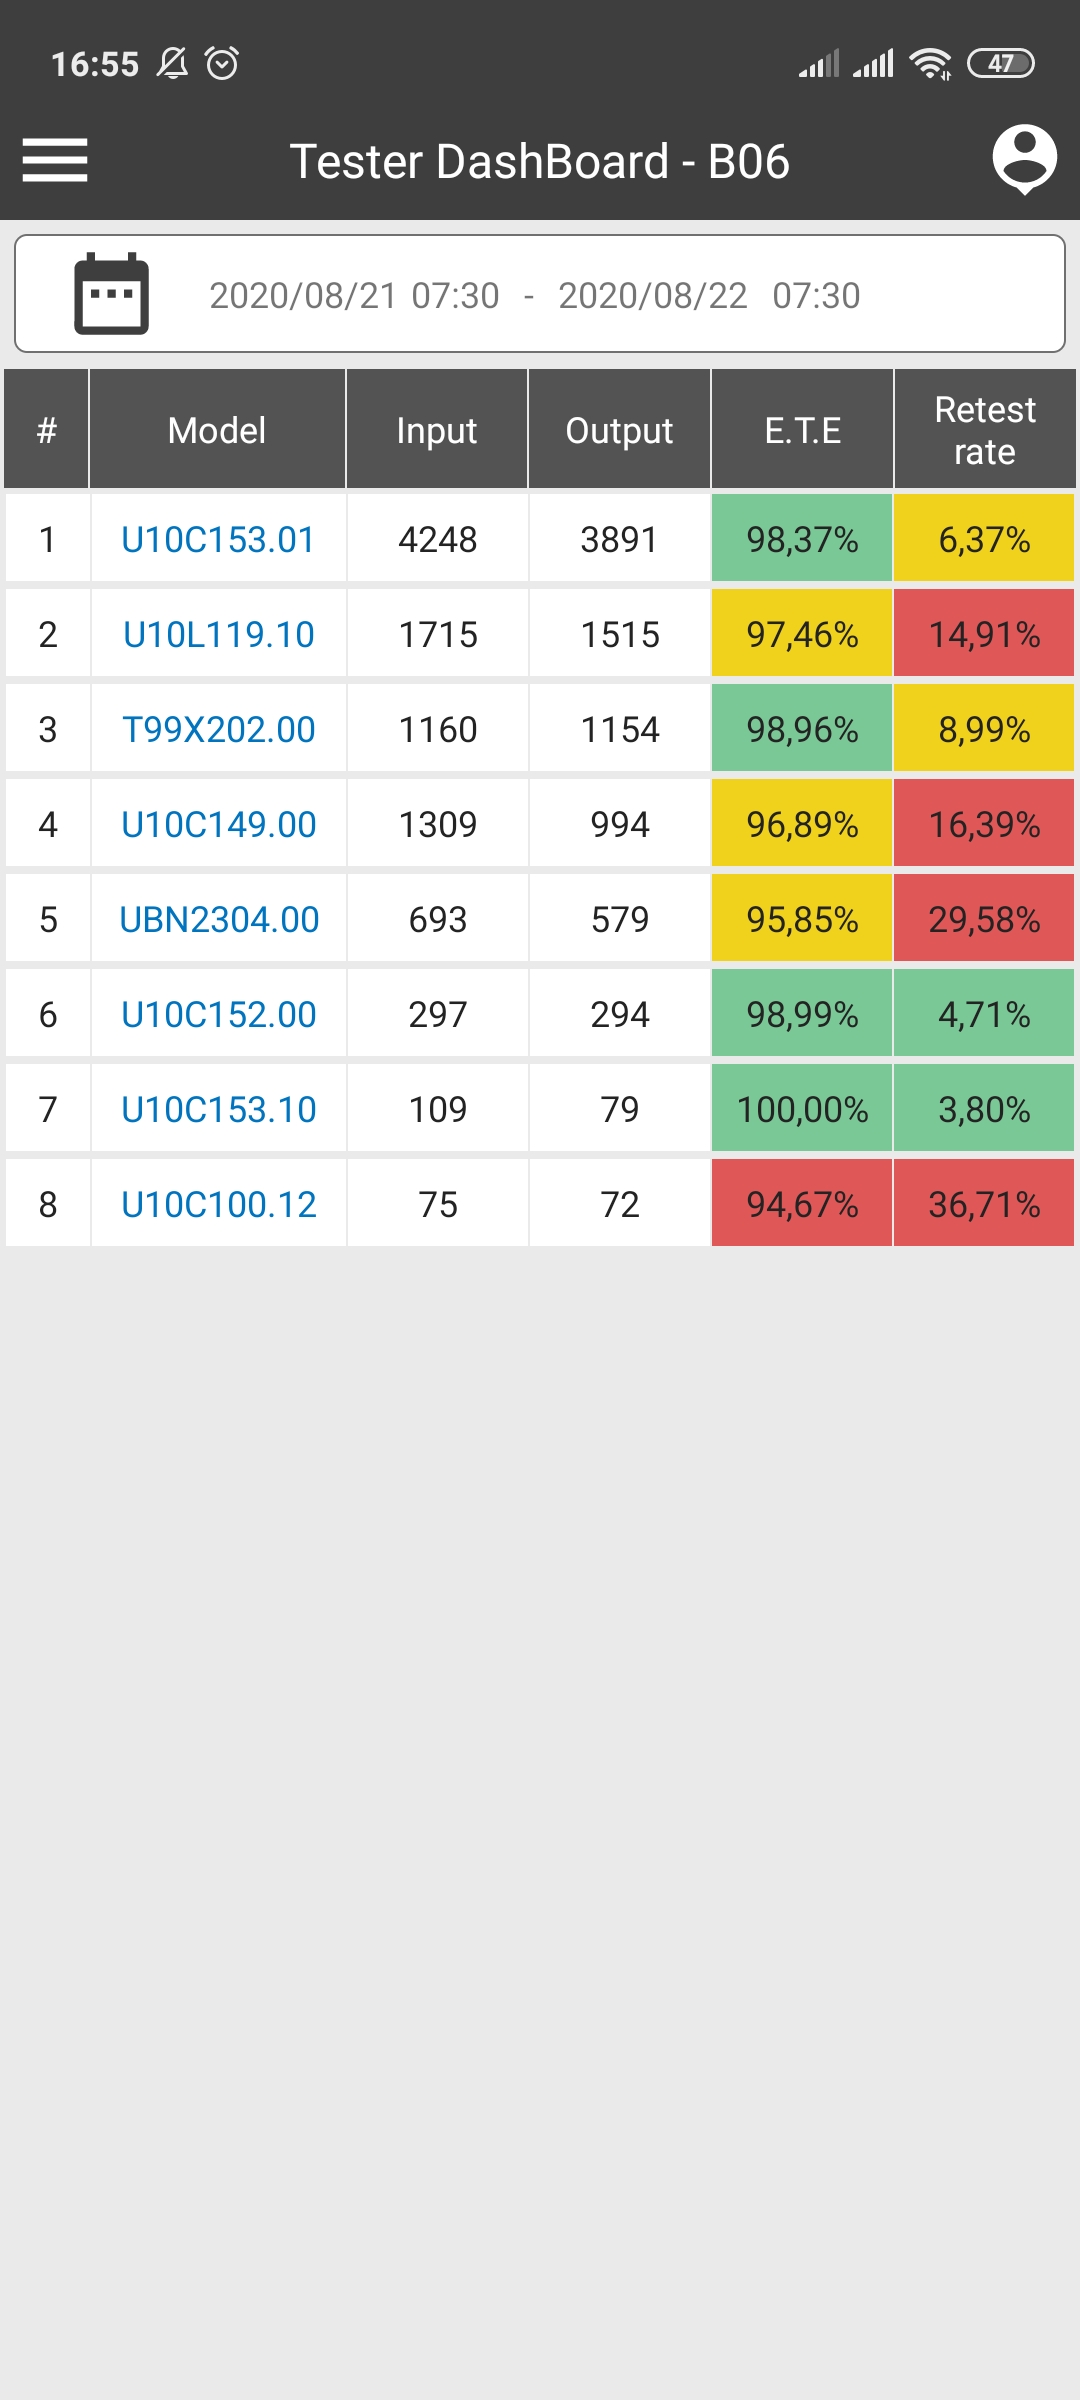 16:55 47
Tester DashBoard - B06
2020/08/21 07:30 - 2020/08/22 07:30
# Model Input Output E.T.E Retest rate
1 U10C153.01 4248 3891 98,37% 6,37%
2 U10L119.10 1715 1515 97,46% 14,91%
3 T99X202.00 1160 1154 98,96% 8,99%
4 U10C149.00 1309 994 96,89% 16,39%
5 UBN2304.00 693 579 95,85% 29,58%
6 U10C152.00 297 294 98,99% 4,71%
7 U10C153.10 109 79 100,00% 3,80%
8 U10C100.12 75 72 94,67% 36,71%